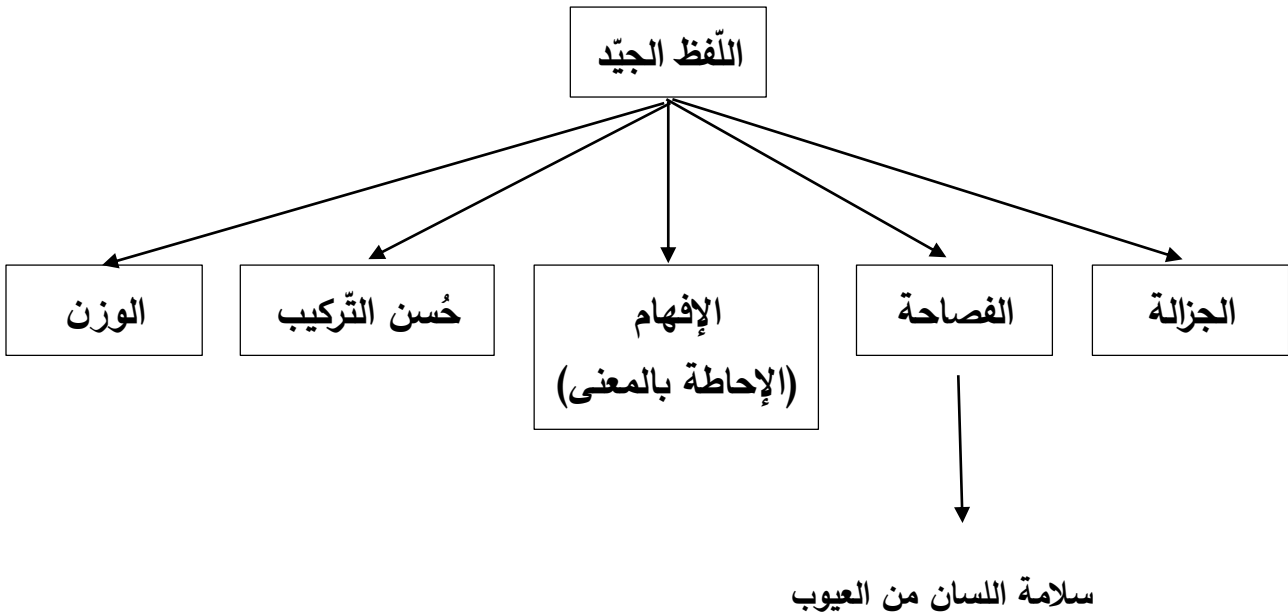 اللّفظ الجيّد
الجزالة
الفصاحة
الإفهام
(الإحاطة بالمعنى)
حُسن التّركيب
الوزن
سلامة اللسان من العيوب